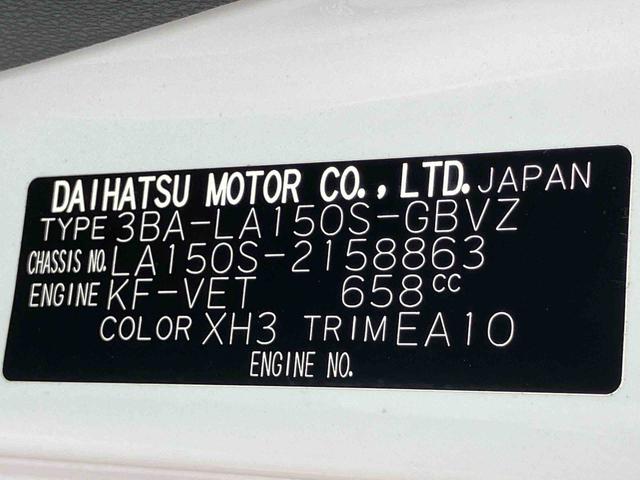 DAIHATSU MOTOR CO., LTD. JAPAN
TYPE 3BA-LA150S-GBVZ
CHASSIS NO. LA150S-2158863
ENGINE KF-VET 658cc
COLOR XH3 TRIM EA10
ENGINE NO.